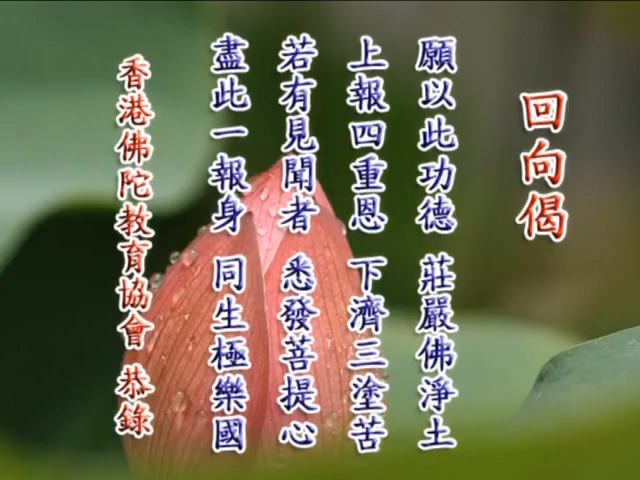 回向偈
願以此功德 莊嚴佛淨土
上報四重恩 下濟三塗苦
若有見聞者 悉發菩提心
盡此一報身 同生極樂國
香港佛陀教育協會 恭錄